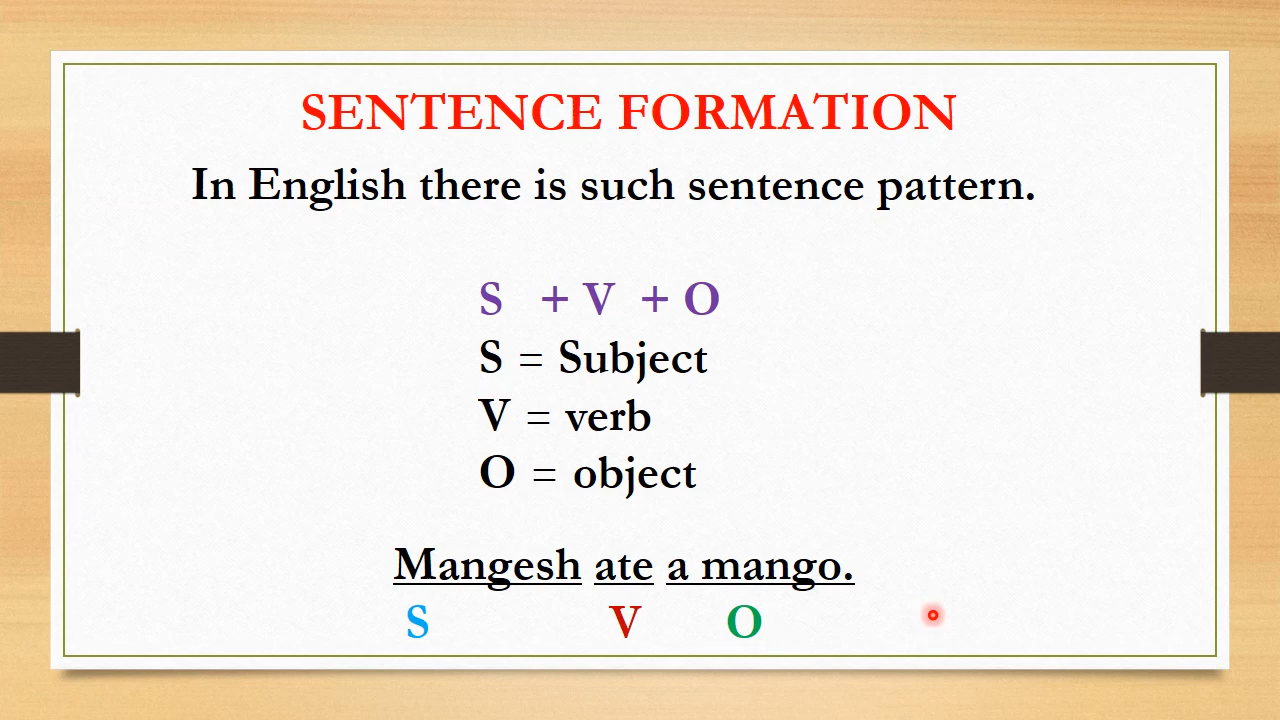 SENTENCE FORMATION
In English there is such sentence pattern.
S + V + O
S = Subject
V = verb
O = object
Mangesh ate a mango.
S V O